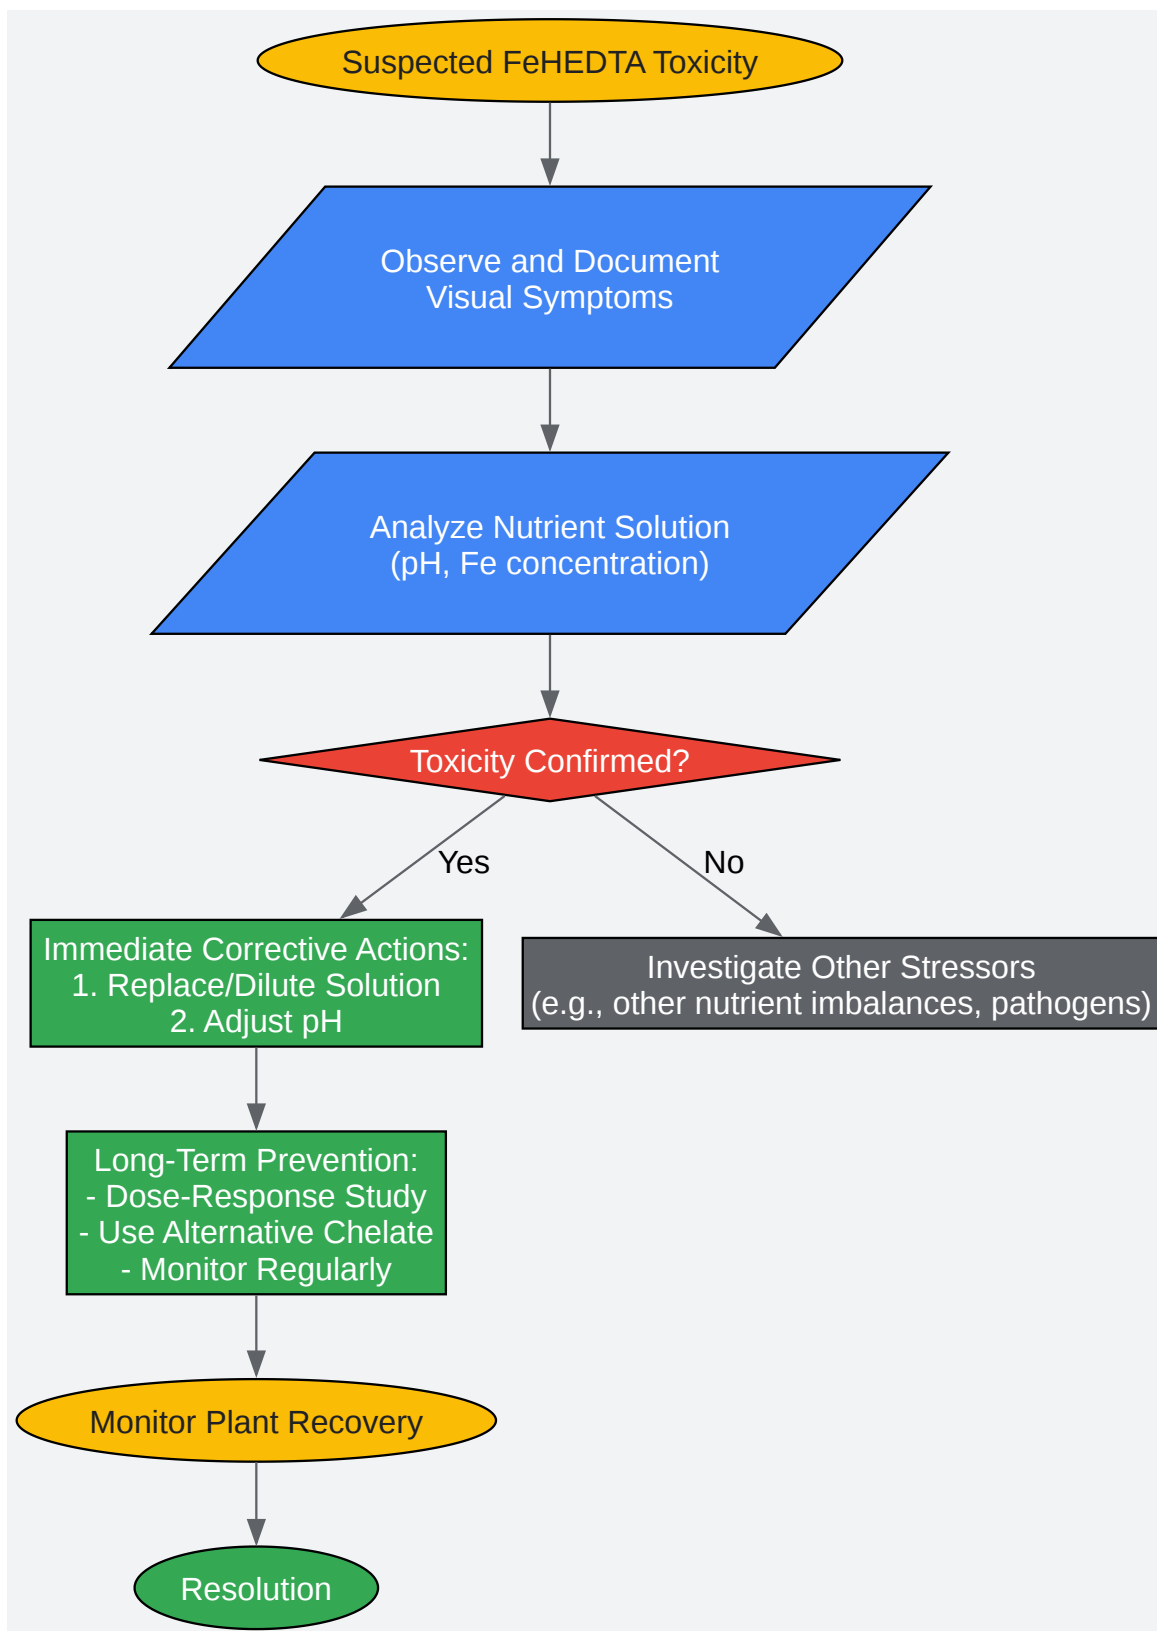 Suspected FeHEDTA Toxicity
Observe and Document
Visual Symptoms
Analyze Nutrient Solution
(pH, Fe concentration)
Toxicity Confirmed?
Yes
No
Immediate Corrective Actions:
1. Replace/Dilute Solution
2. Adjust pH
Investigate Other Stressors
(e.g., other nutrient imbalances, pathogens)
Long-Term Prevention:
- Dose-Response Study
- Use Alternative Chelate
- Monitor Regularly
Monitor Plant Recovery
Resolution